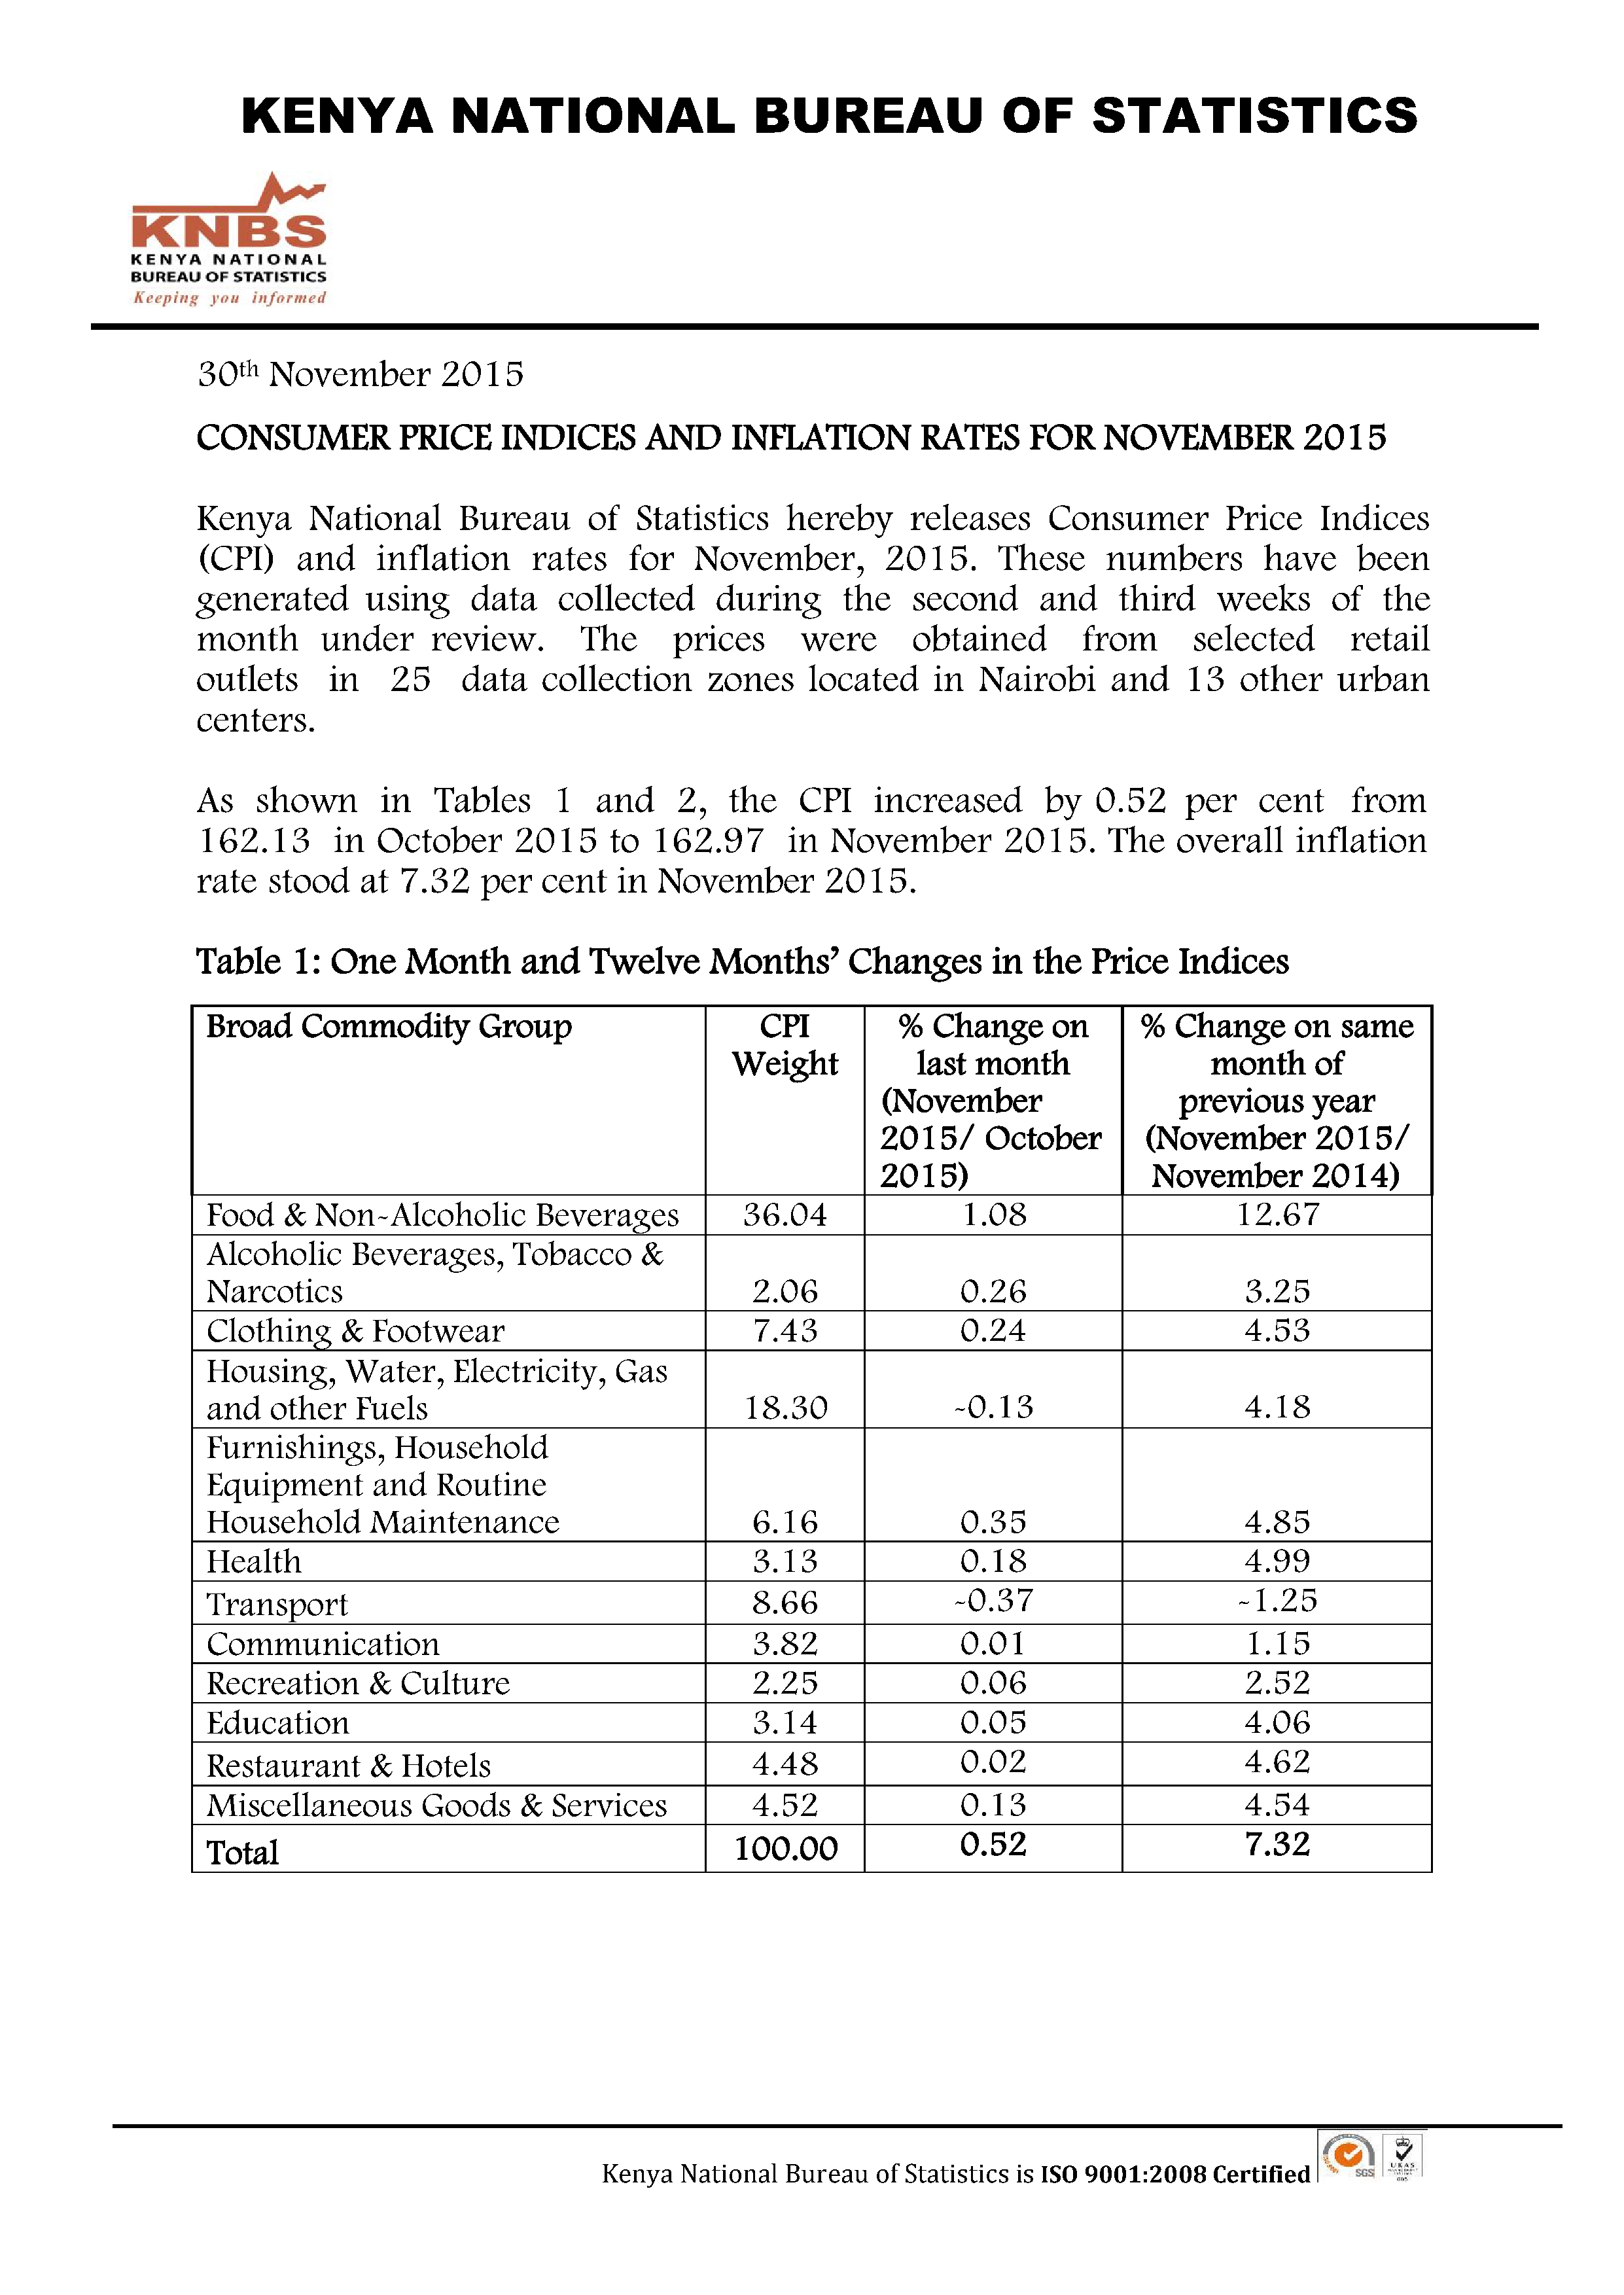 KENYA NATIONAL BUREAU OF STATISTICS
KNBS
KENYA NATIONAL
BUREAU OF STATISTICS
Keeping you informed
30th November 2015
CONSUMER PRICE INDICES AND INFLATION RATES FOR NOVEMBER 2015
Kenya National Bureau of Statistics hereby releases Consumer Price Indices
(CPI) and inflation rates for November, 2015. These numbers have been
generated using data collected during the second and third weeks of the
month under review. The prices were obtained from selected retail
outlets in 25 data collection zones located in Nairobi and 13 other urban
centers.
As shown in Tables 1 and 2, the CPI increased by 0.52 per cent from
162.13 in October 2015 to 162.97 in November 2015. The overall inflation
rate stood at 7.32 per cent in November 2015.
Table 1: One Month and Twelve Months’ Changes in the Price Indices
Broad Commodity Group CPI % Change on % Change on same
Weight last month month of
(November previous year
2015/ October (November 2015/
2015) November 2014)
Food & Non-Alcoholic Beverages 36.04 1.08 12.67
Alcoholic Beverages, Tobacco &
Narcotics 2.06 0.26 3.25
Clothing & Footwear 7.43 0.24 4.53
Housing, Water, Electricity, Gas
and other Fuels 18.30 -0.13 4.18
Furnishings, Household
Equipment and Routine
Household Maintenance 6.16 0.35 4.85
Health 3.13 0.18 4.99
Transport 8.66 -0.37 -1.25
Communication 3.82 0.01 1.15
Recreation & Culture 2.25 0.06 2.52
Education 3.14 0.05 4.06
Restaurant & Hotels 4.48 0.02 4.62
Miscellaneous Goods & Services 4.52 0.13 4.54
Total 100.00 0.52 7.32
Kenya National Bureau of Statistics is ISO 9001:2008 Certified
SGS
UKAS